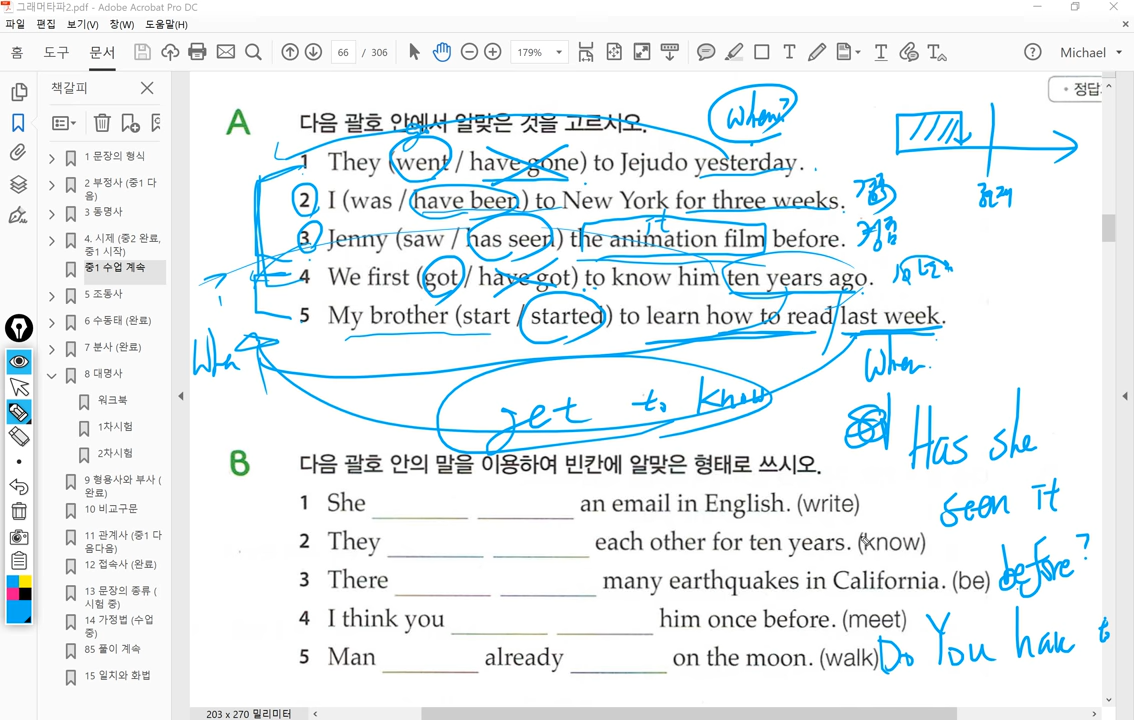 그래머타파2.pdf - Adobe Acrobat Pro DC
파일 편집 보기(V) 창(W) 도움말(H)
홈 도구 문서 66 / 306 179% Michael
책갈피
1 문장의 형식
2 부정사 (중1 다음)
3 동명사
4. 시제 (중2 완료, 중1 시작)
중1 수업 계속
5 조동사
6 수동태 (완료)
7 분사 (완료)
8 대명사
워크북
1차시험
2차시험
9 형용사와 부사 (완료)
10 비교구문
11 관계사 (중1 다음다음)
12 접속사 (완료)
13 문장의 종류 (시험 중)
14 가정법 (수업 중)
85 풀이 계속
15 일치와 화법
정답
when?
A 다음 괄호 안에서 알맞은 것을 고르시오.
1 They (went / have gone) to Jejudo yesterday.
2 I (was / have been) to New York for three weeks.
3 Jenny (saw / has seen) the animation film before.
it
4 We first (got / have got) to know him ten years ago.
5 My brother (start / started) to learn how to read last week.
현재
경험
When
When
get to know
Has she
seen it
before?
Do You have t
B 다음 괄호 안의 말을 이용하여 빈칸에 알맞은 형태로 쓰시오.
1 She ______ ______ an email in English. (write)
2 They ______ ______ each other for ten years. (know)
3 There ______ ______ many earthquakes in California. (be)
4 I think you ______ ______ him once before. (meet)
5 Man ______ already ______ on the moon. (walk)
203 x 270 밀리미터